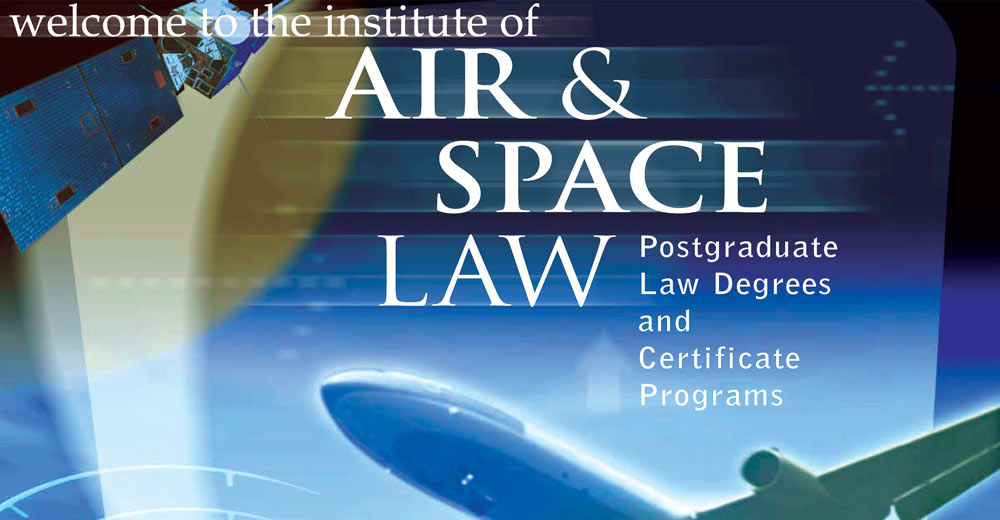 welcome to the institute of
AIR &
SPACE
LAW
Postgraduate
Law Degrees
and
Certificate
Programs